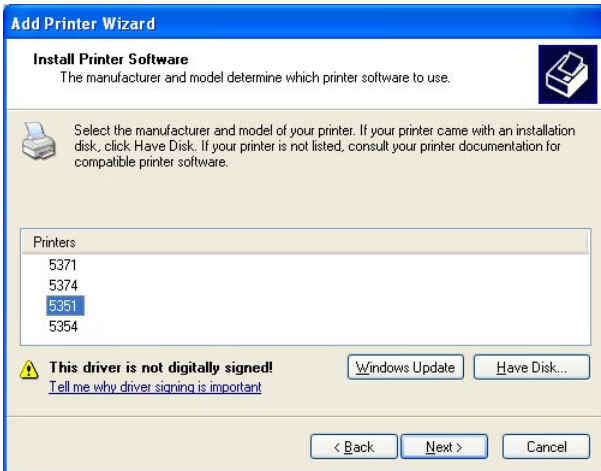 Add Printer Wizard
Install Printer Software
The manufacturer and model determine which printer software to use.
Select the manufacturer and model of your printer. If your printer came with an installation
disk, click Have Disk. If your printer is not listed, consult your printer documentation for
compatible printer software.
Printers
5371
5374
5351
5354
This driver is not digitally signed!
Tell me why driver signing is important
Windows Update
Have Disk...
< Back
Next >
Cancel